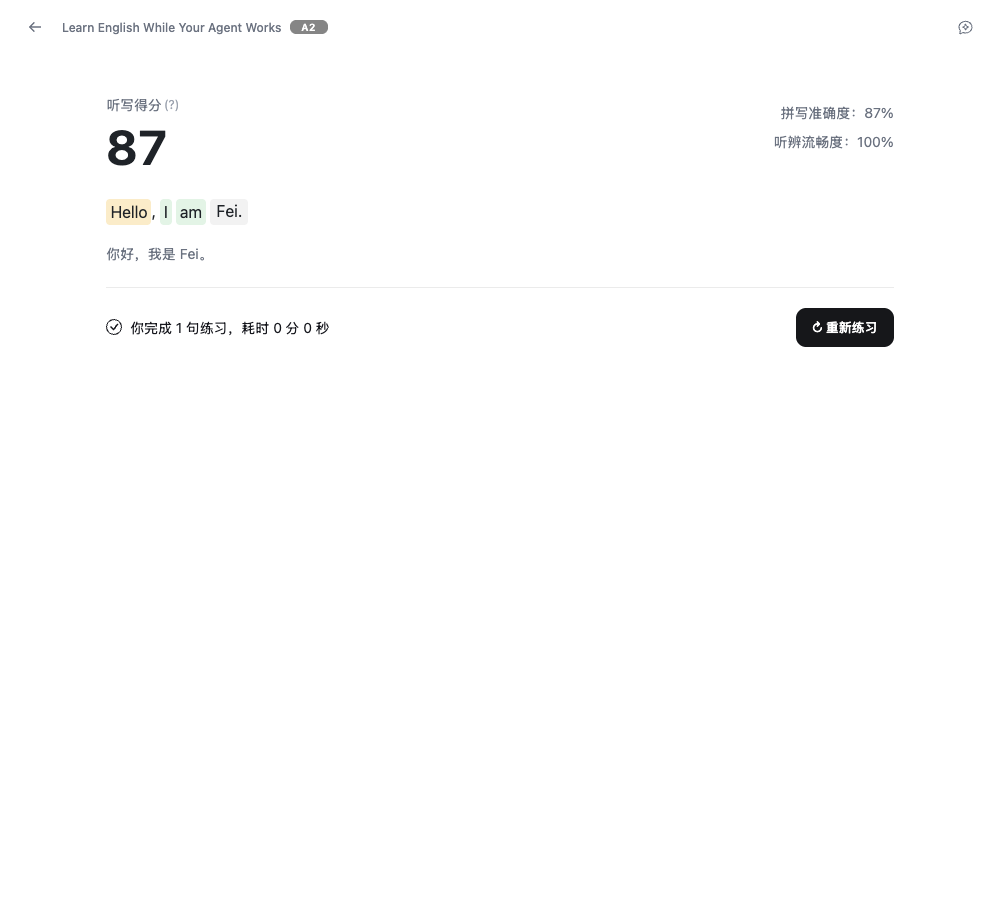 Learn English While Your Agent Works A2
听写得分 (?)
87
拼写准确度：87%
听辨流畅度：100%
Hello, I am Fei.
你好，我是 Fei。
你完成 1 句练习，耗时 0 分 0 秒
重新练习